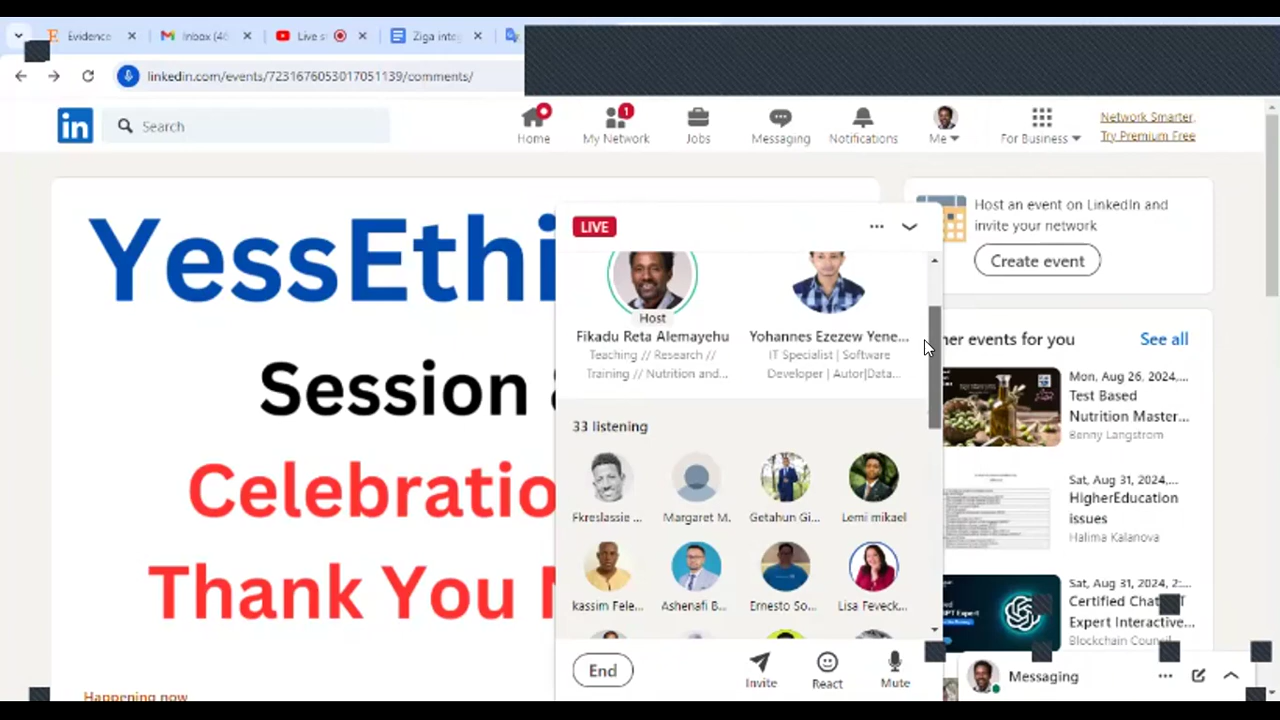 Evidence
Inbox (46
Live s
Ziga inte
linkedin.com/events/7231676053017051139/comments/
in
Search
Home
1
My Network
Jobs
Messaging
Notifications
Me
For Business
Network Smarter,
Try Premium Free
YessEthi
Session
Celebratio
Thank You
Happening now
LIVE
Host
Fikadu Reta Alemayehu
Teaching // Research //
Training // Nutrition and...
Yohannes Ezezew Yene...
IT Specialist | Software
Developer | Autor|Data...
33 listening
Fkreslassie ...
Margaret M.
Getahun Gi...
Lemi mikael
kassim Fele...
Ashenafi B...
Ernesto So...
Lisa Feveck...
End
Invite
React
Mute
Host an event on LinkedIn and
invite your network
Create event
her events for you
See all
Mon, Aug 26, 2024,...
Test Based
Nutrition Master...
Benny Langstrom
Sat, Aug 31, 2024,...
HigherEducation
issues
Halima Kalanova
Sat, Aug 31, 2024, 2:...
Certified Chat
Expert Interactive...
Blockchain Council
Messaging